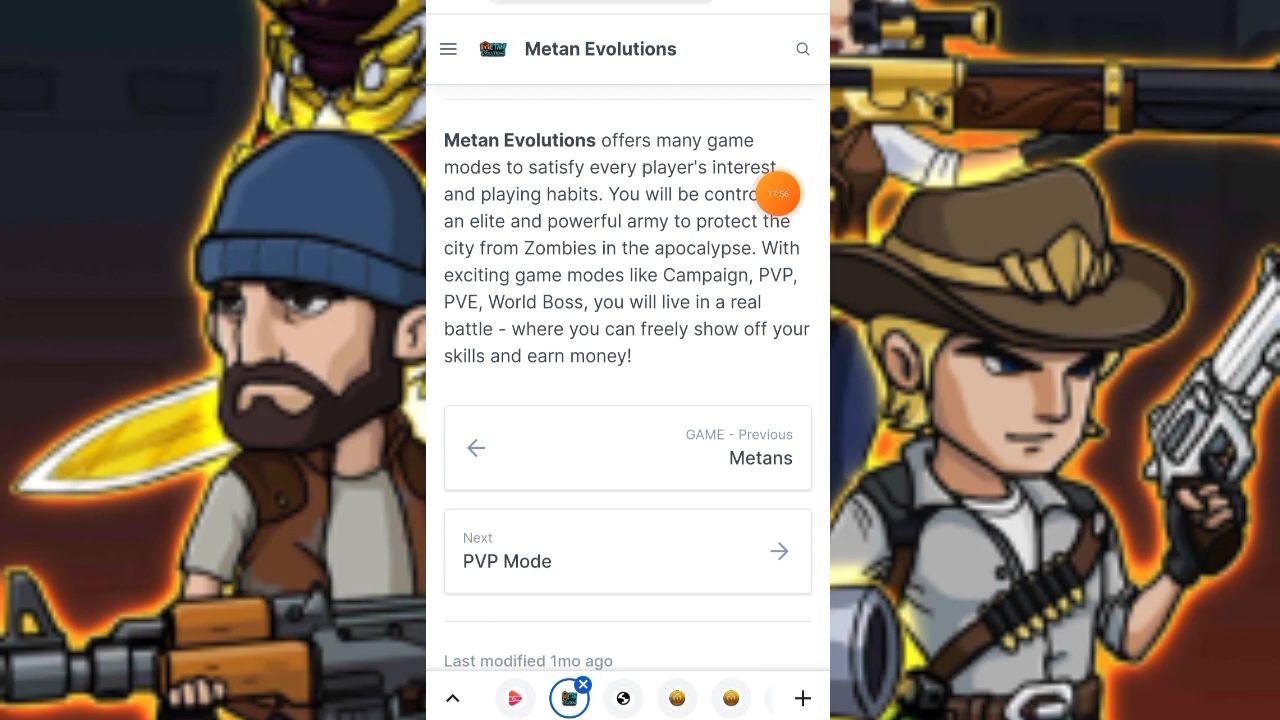 Metan Evolutions
Metan Evolutions offers many game
modes to satisfy every player's interest
and playing habits. You will be
17:56
an elite and powerful army to protect the
city from Zombies in the apocalypse. With
exciting game modes like Campaign, PVP,
PVE, World Boss, you will live in a real
battle - where you can freely show off your
skills and earn money!
GAME - Previous
Metans
Next
PVP Mode
Last modified 1mo ago